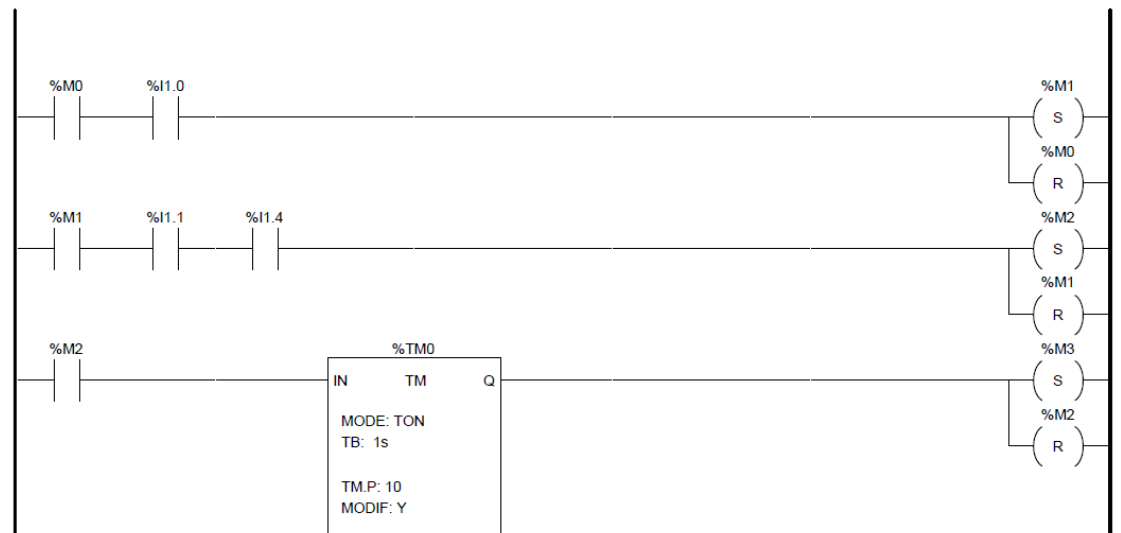 %M0 %I1.0 %M1
S
%M0
R
%M1 %I1.1 %I1.4 %M2
S
%M1
R
%M2 %TM0 %M3
IN TM Q S
%M2
MODE: TON
TB: 1s R
TM.P: 10
MODIF: Y